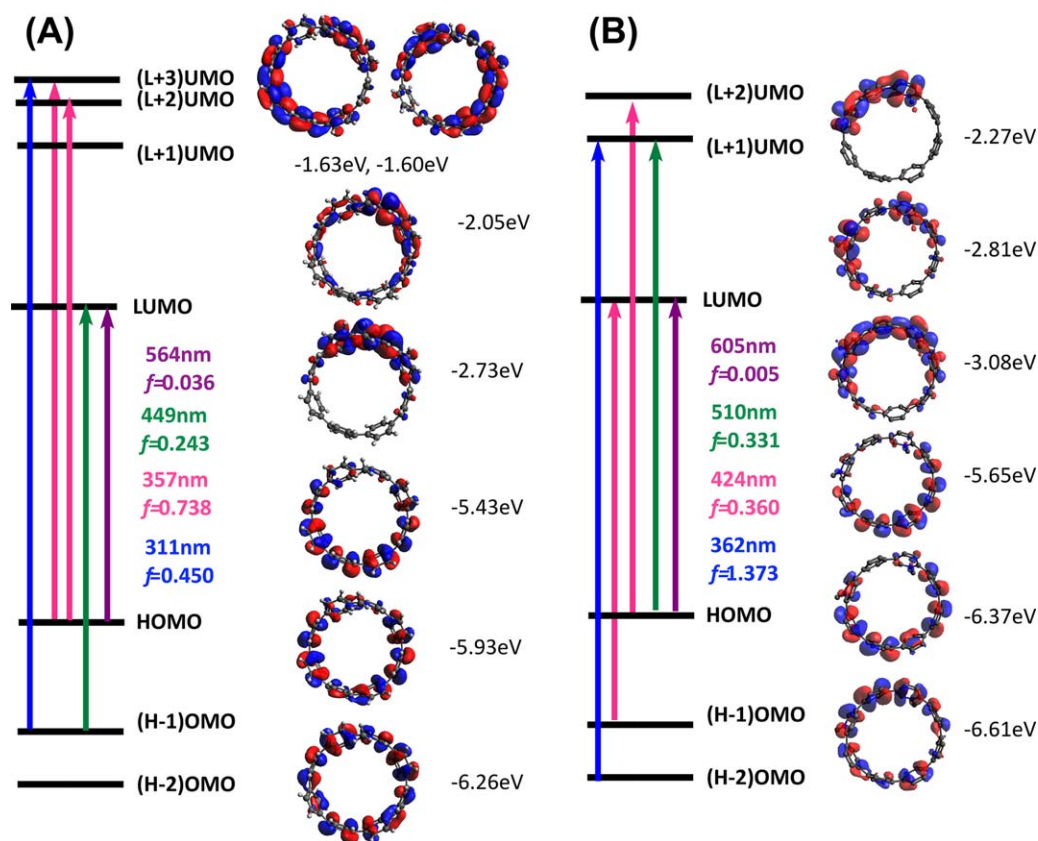 (A)
(L+3)UMO
(L+2)UMO
(L+1)UMO
-1.63eV, -1.60eV
-2.05eV
LUMO
-2.73eV
564nm
f=0.036
449nm
f=0.243
357nm
f=0.738
311nm
f=0.450
-5.43eV
HOMO
-5.93eV
(H-1)OMO
(H-2)OMO
-6.26eV
(B)
(L+2)UMO
-2.27eV
(L+1)UMO
-2.81eV
LUMO
605nm
f=0.005
-3.08eV
510nm
f=0.331
424nm
f=0.360
362nm
f=1.373
-5.65eV
HOMO
-6.37eV
(H-1)OMO
-6.61eV
(H-2)OMO